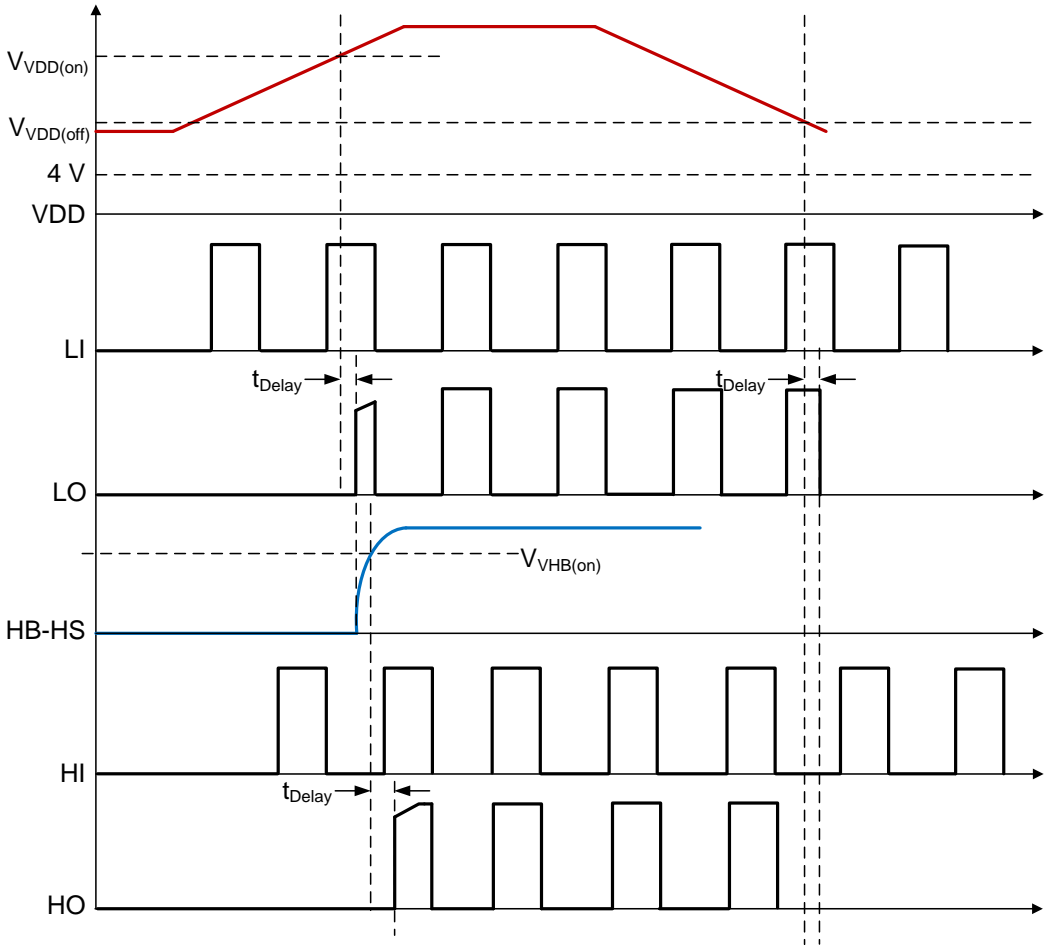 VVDD(on)
VVDD(off)
4 V
VDD
LI
tDelay
tDelay
LO
VVHB(on)
HB-HS
HI
tDelay
HO